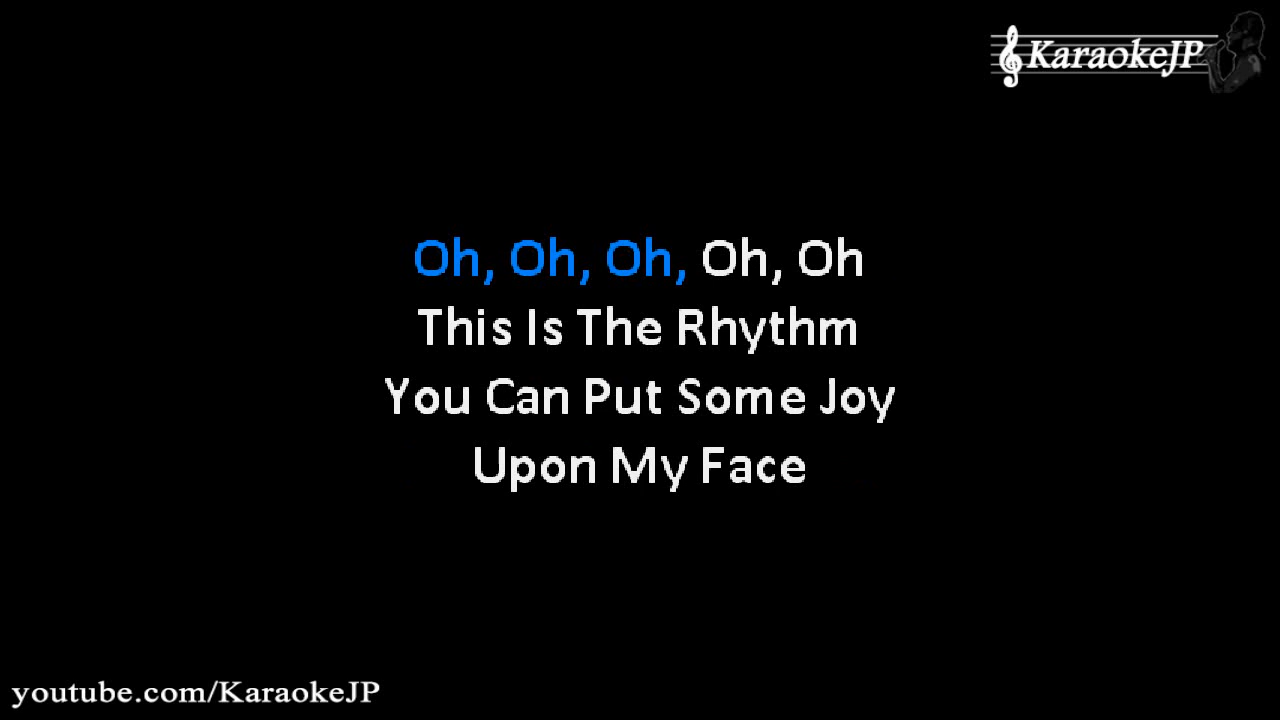 KaraokeJP
Oh, Oh, Oh, Oh, Oh
This Is The Rhythm
You Can Put Some Joy
Upon My Face
youtube.com/KaraokeJP